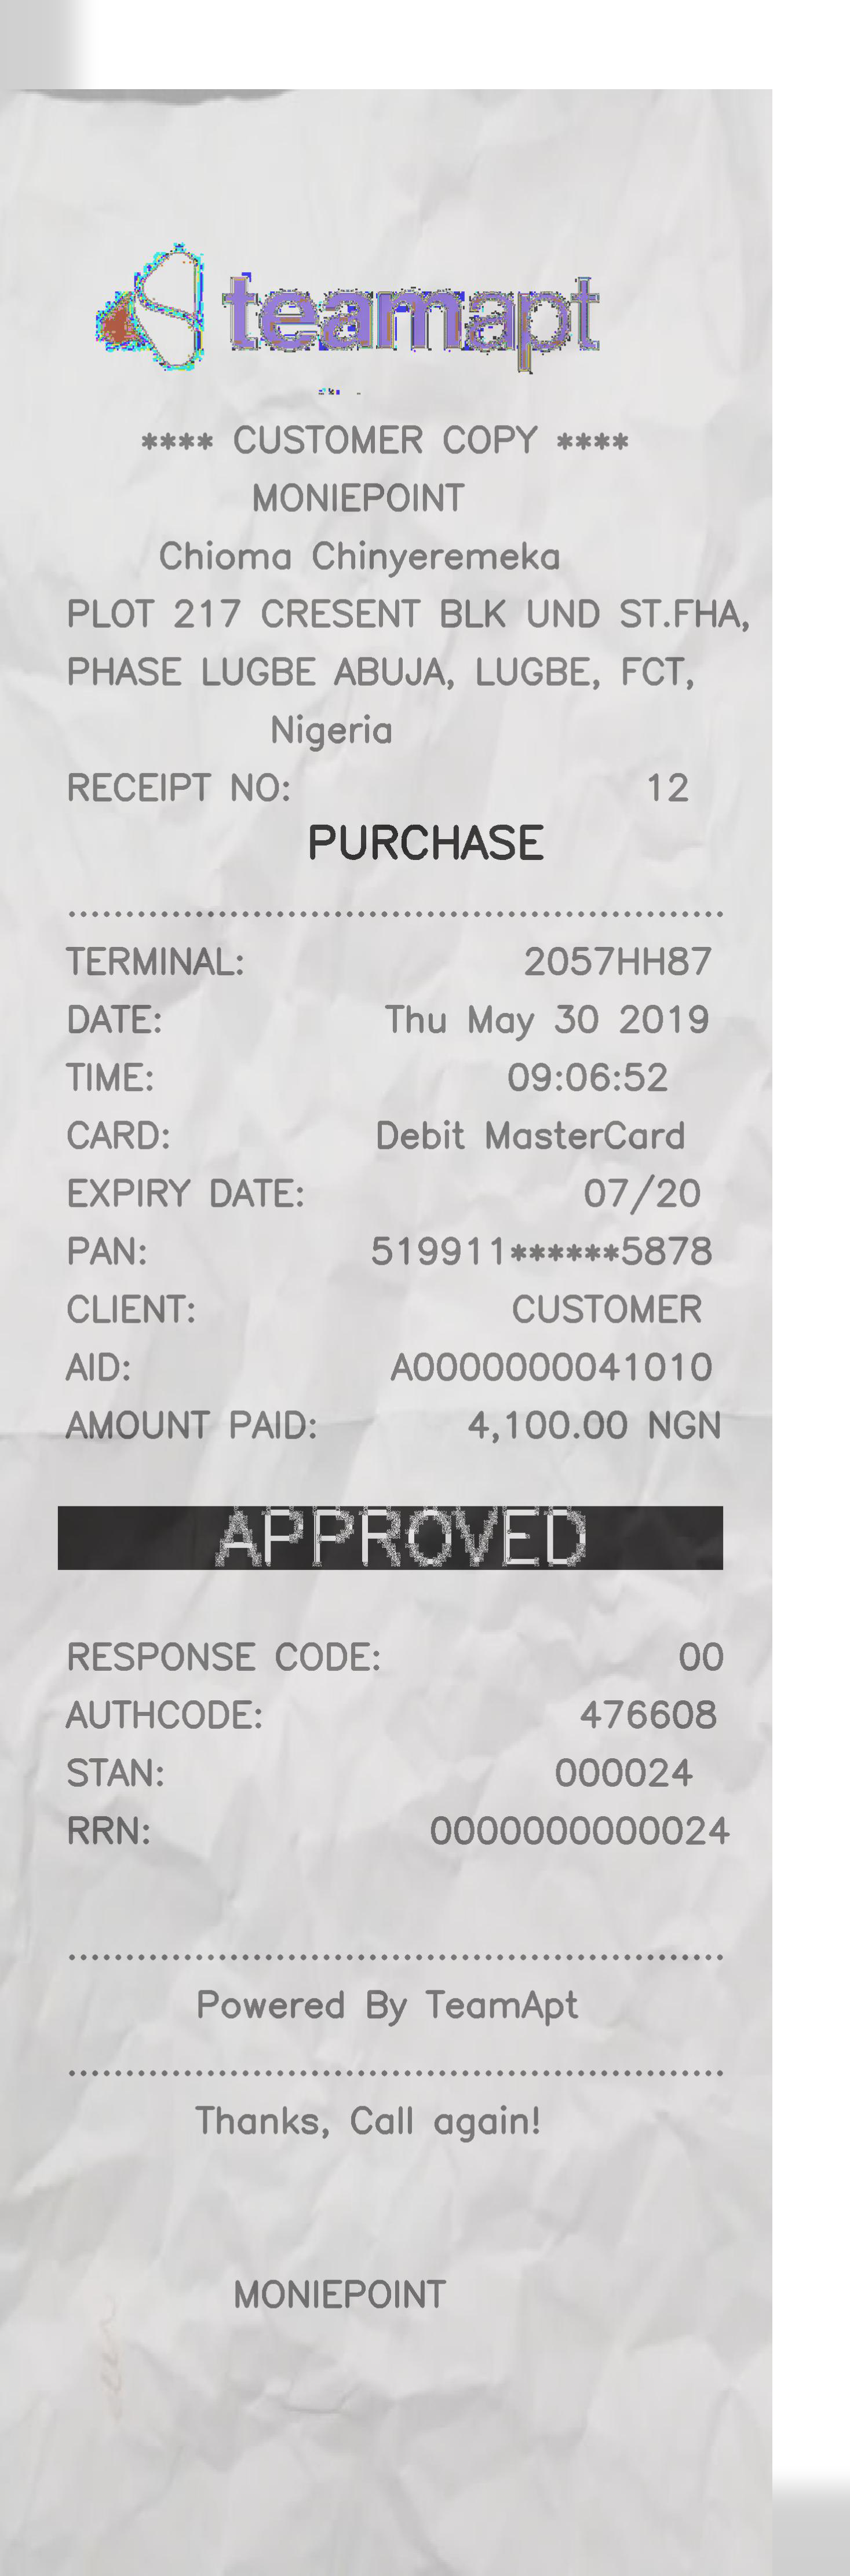 teamapt
**** CUSTOMER COPY ****
MONIEPOINT
Chioma Chinyeremeka
PLOT 217 CRESENT BLK UND ST.FHA,
PHASE LUGBE ABUJA, LUGBE, FCT,
Nigeria
RECEIPT NO: 12
PURCHASE
TERMINAL: 2057HH87
DATE: Thu May 30 2019
TIME: 09:06:52
CARD: Debit MasterCard
EXPIRY DATE: 07/20
PAN: 519911******5878
CLIENT: CUSTOMER
AID: A0000000041010
AMOUNT PAID: 4,100.00 NGN
APPROVED
RESPONSE CODE: 00
AUTHCODE: 476608
STAN: 000024
RRN: 0000000000024
Powered By TeamApt
Thanks, Call again!
MONIEPOINT